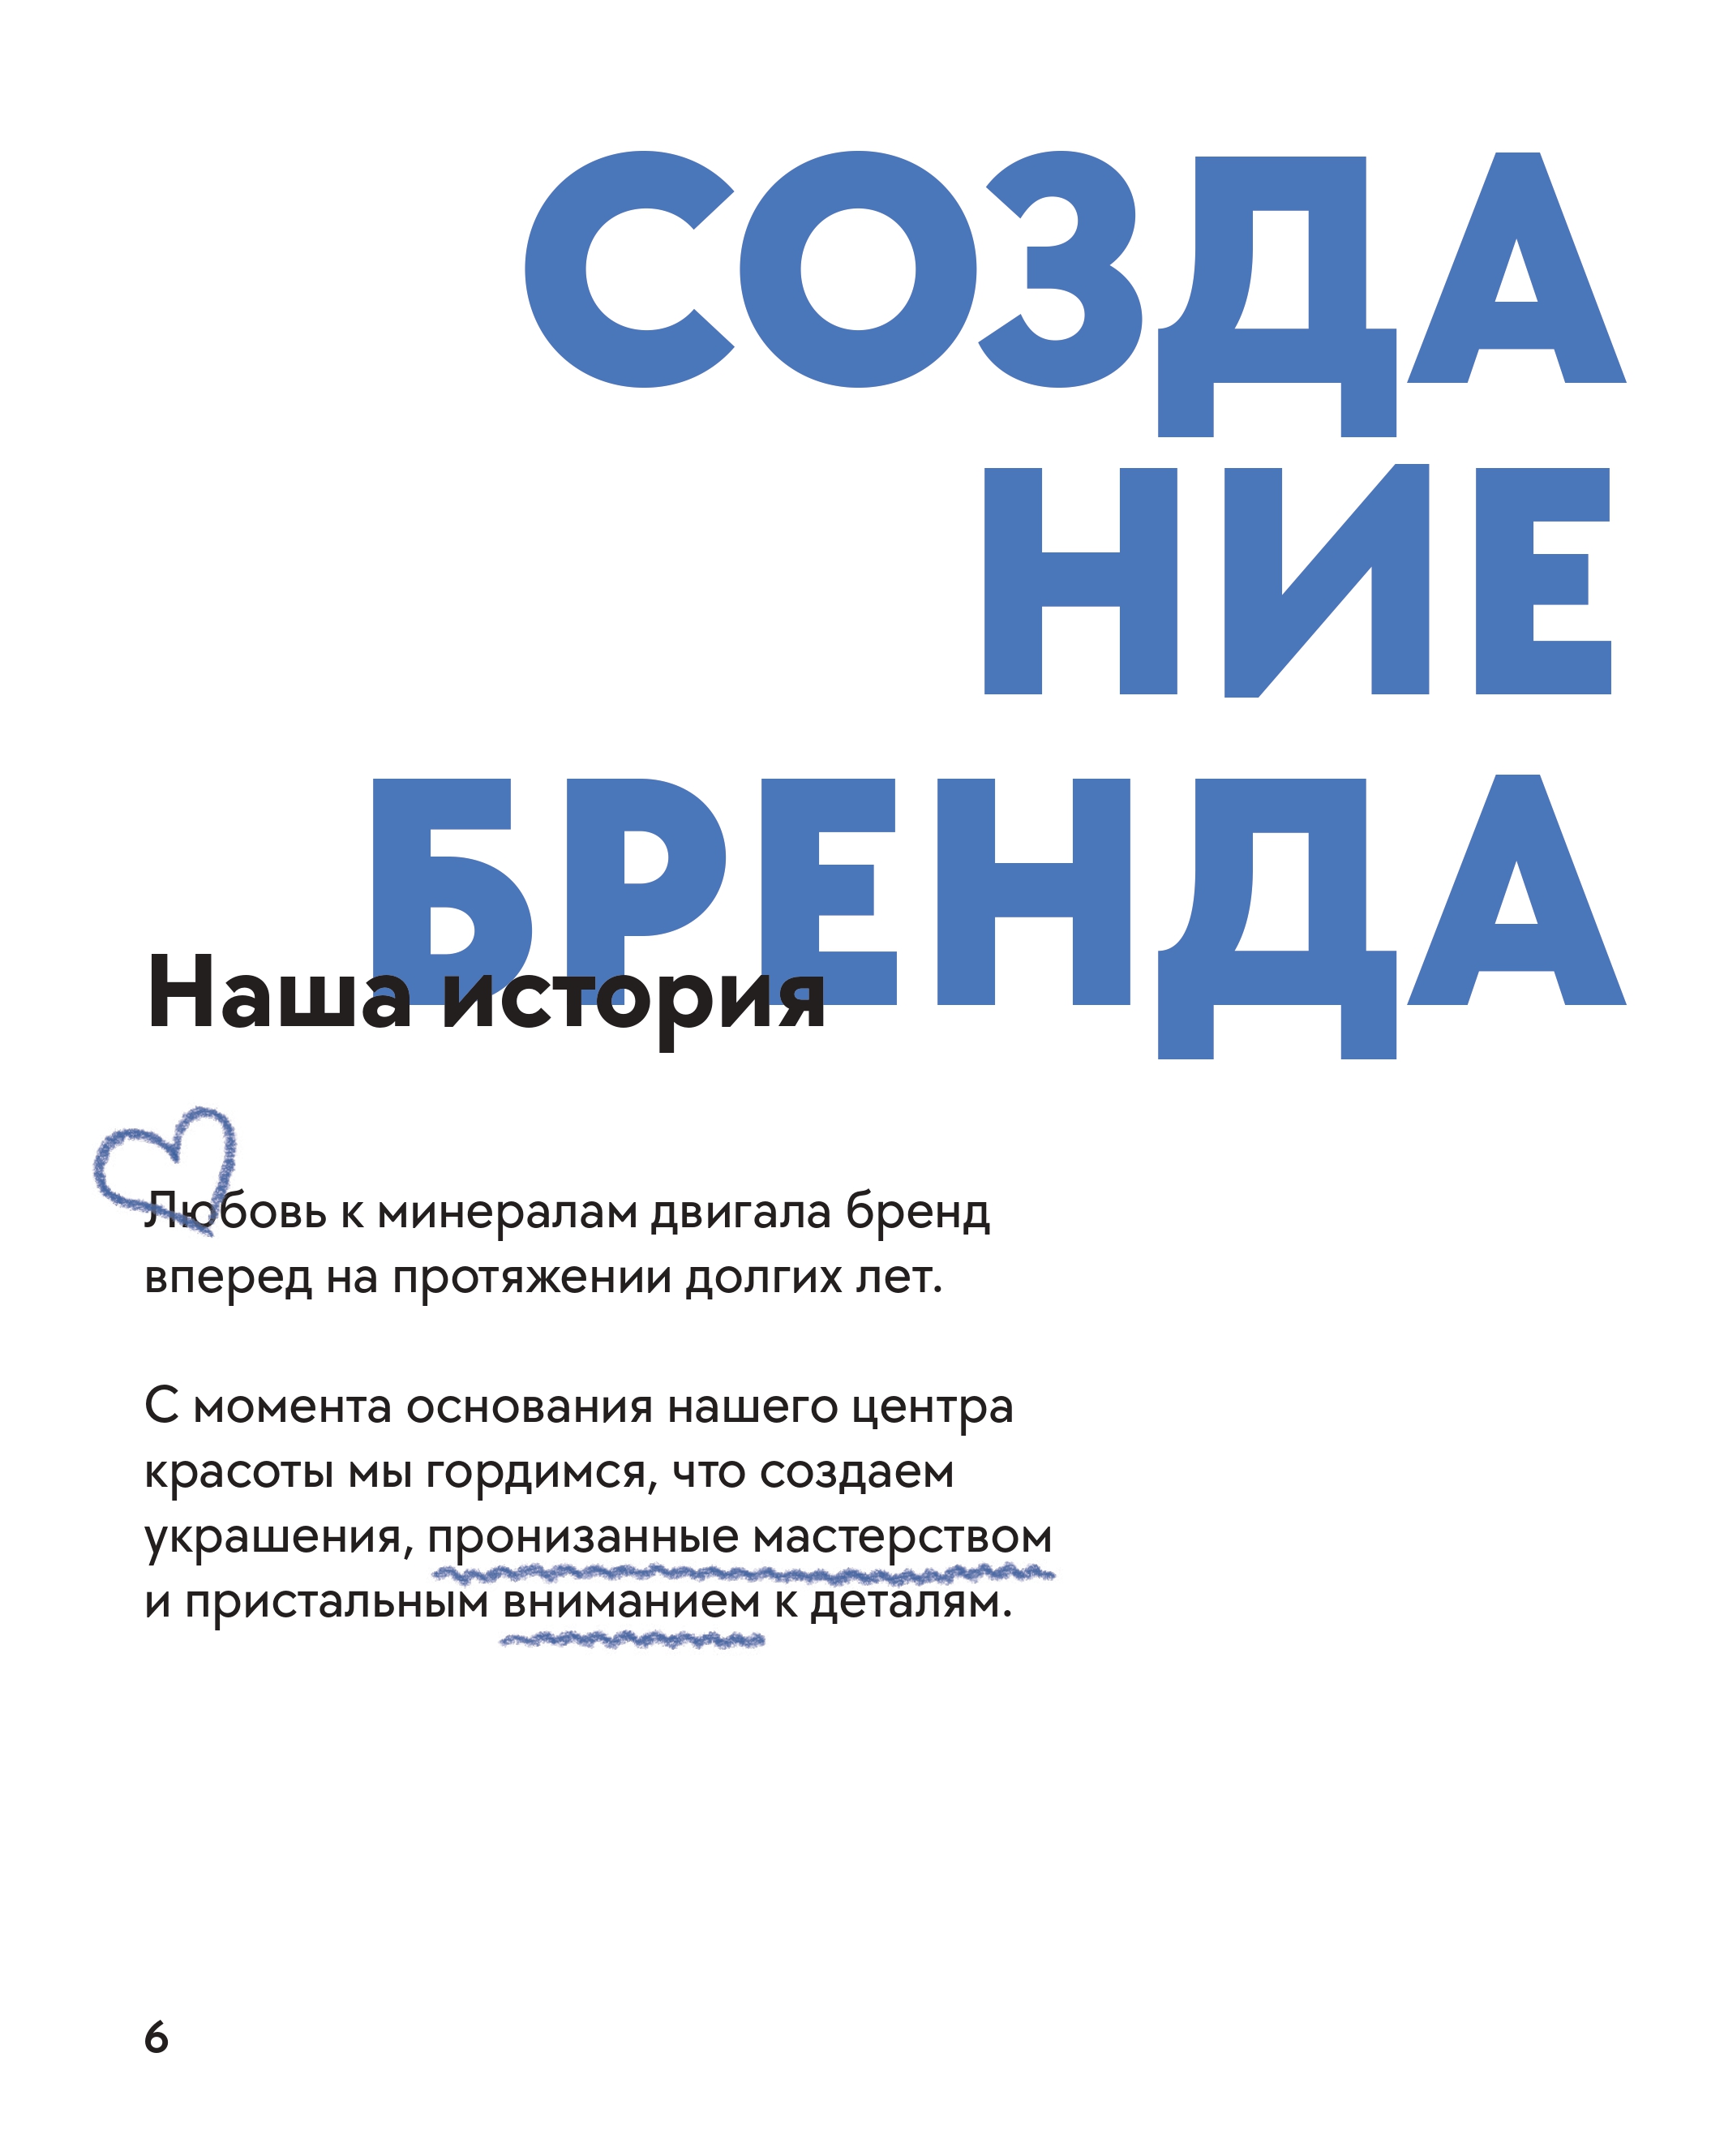 СОЗДА
НИЕ
БРЕНДА
Наша история
Любовь к минералам двигала бренд
вперед на протяжении долгих лет.
С момента основания нашего центра
красоты мы гордимся, что создаем
украшения, пронизанные мастерством
и пристальным вниманием к деталям.
6